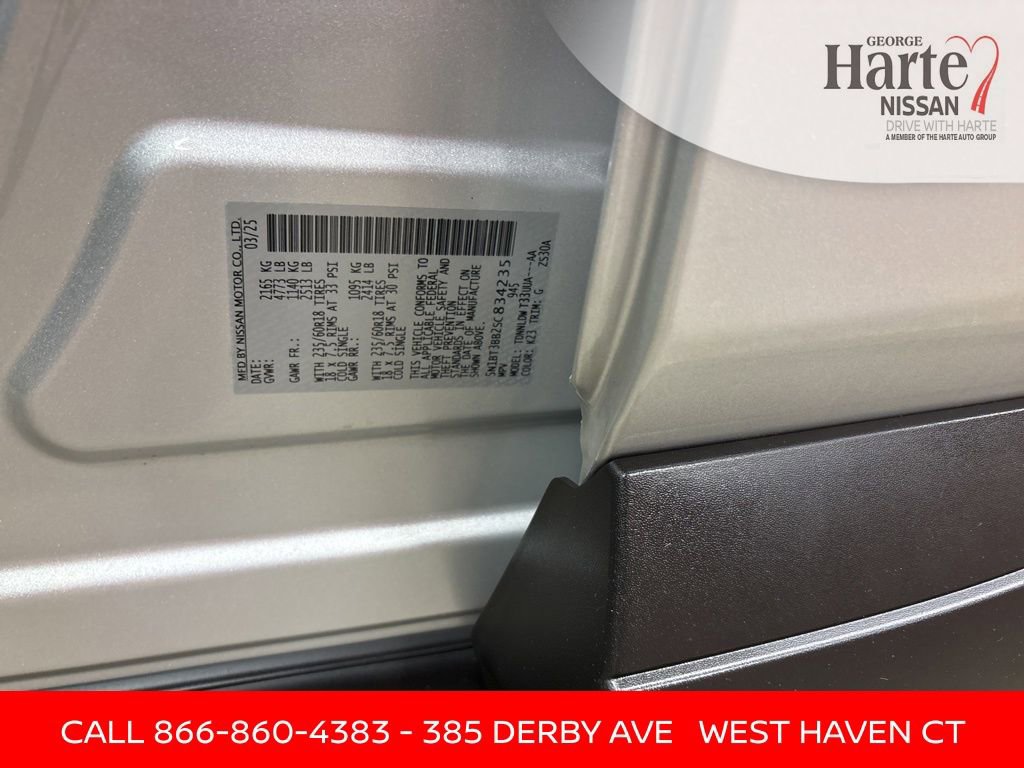 GEORGE
Harte
NISSAN
DRIVE WITH HARTE
A MEMBER OF THE HARTE AUTO GROUP
MFD BY NISSAN MOTOR CO., LTD.
DATE: 03/25
GVWR: 2165 KG
4773 LB
GAWR FR.: 1140 KG
2513 LB
WITH 235/60R18 TIRES
18 x 7.5 RIMS AT 33 PSI
COLD SINGLE
GAWR RR.: 1095 KG
2414 LB
WITH 235/60R18 TIRES
18 x 7.5 RIMS AT 30 PSI
COLD SINGLE
THIS VEHICLE CONFORMS TO
ALL APPLICABLE FEDERAL
MOTOR VEHICLE SAFETY AND
THEFT PREVENTION
STANDARDS IN EFFECT ON
THE DATE OF MANUFACTURE
SHOWN ABOVE.
5N1BT3BB2SC834235
MPV 945
MODEL: TDNNLDWT33UUA---AA
COLOR: K23 TRIM: G Z530A
CALL 866-860-4383 - 385 DERBY AVE WEST HAVEN CT